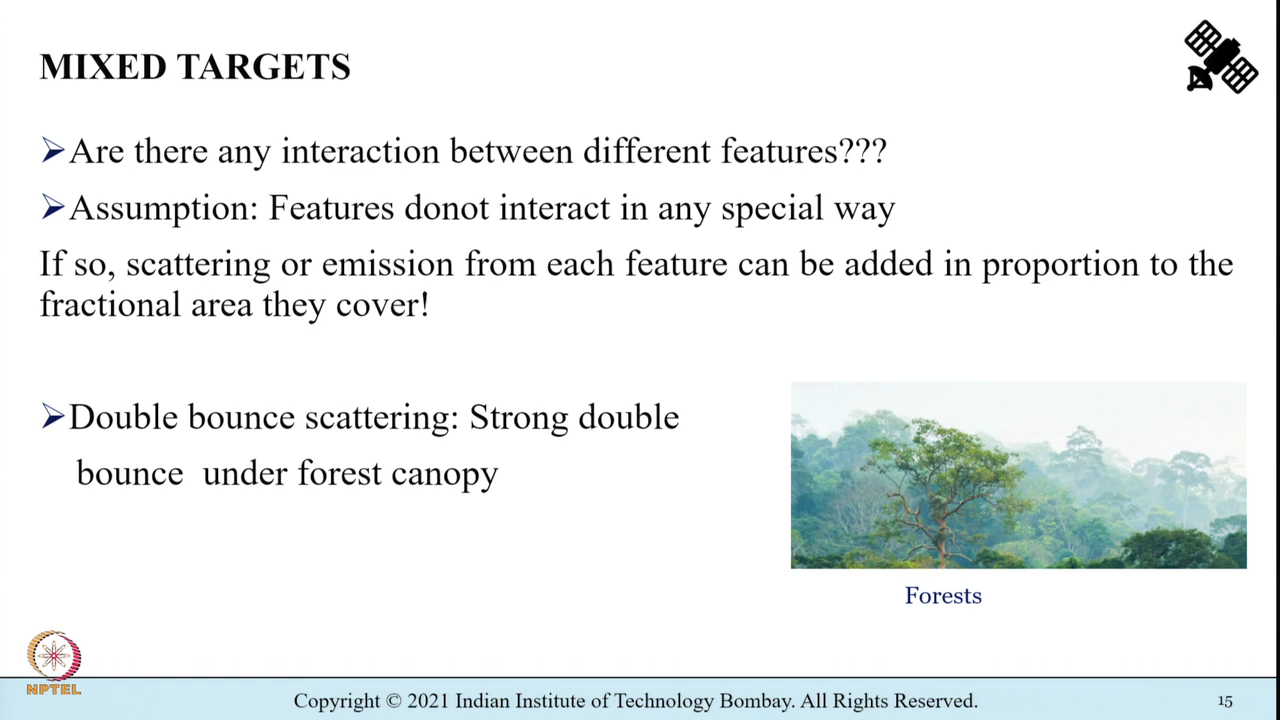 MIXED TARGETS
➢Are there any interaction between different features???
➢Assumption: Features donot interact in any special way
If so, scattering or emission from each feature can be added in proportion to the
fractional area they cover!
➢Double bounce scattering: Strong double
bounce under forest canopy
Forests
NPTEL
Copyright © 2021 Indian Institute of Technology Bombay. All Rights Reserved.
15